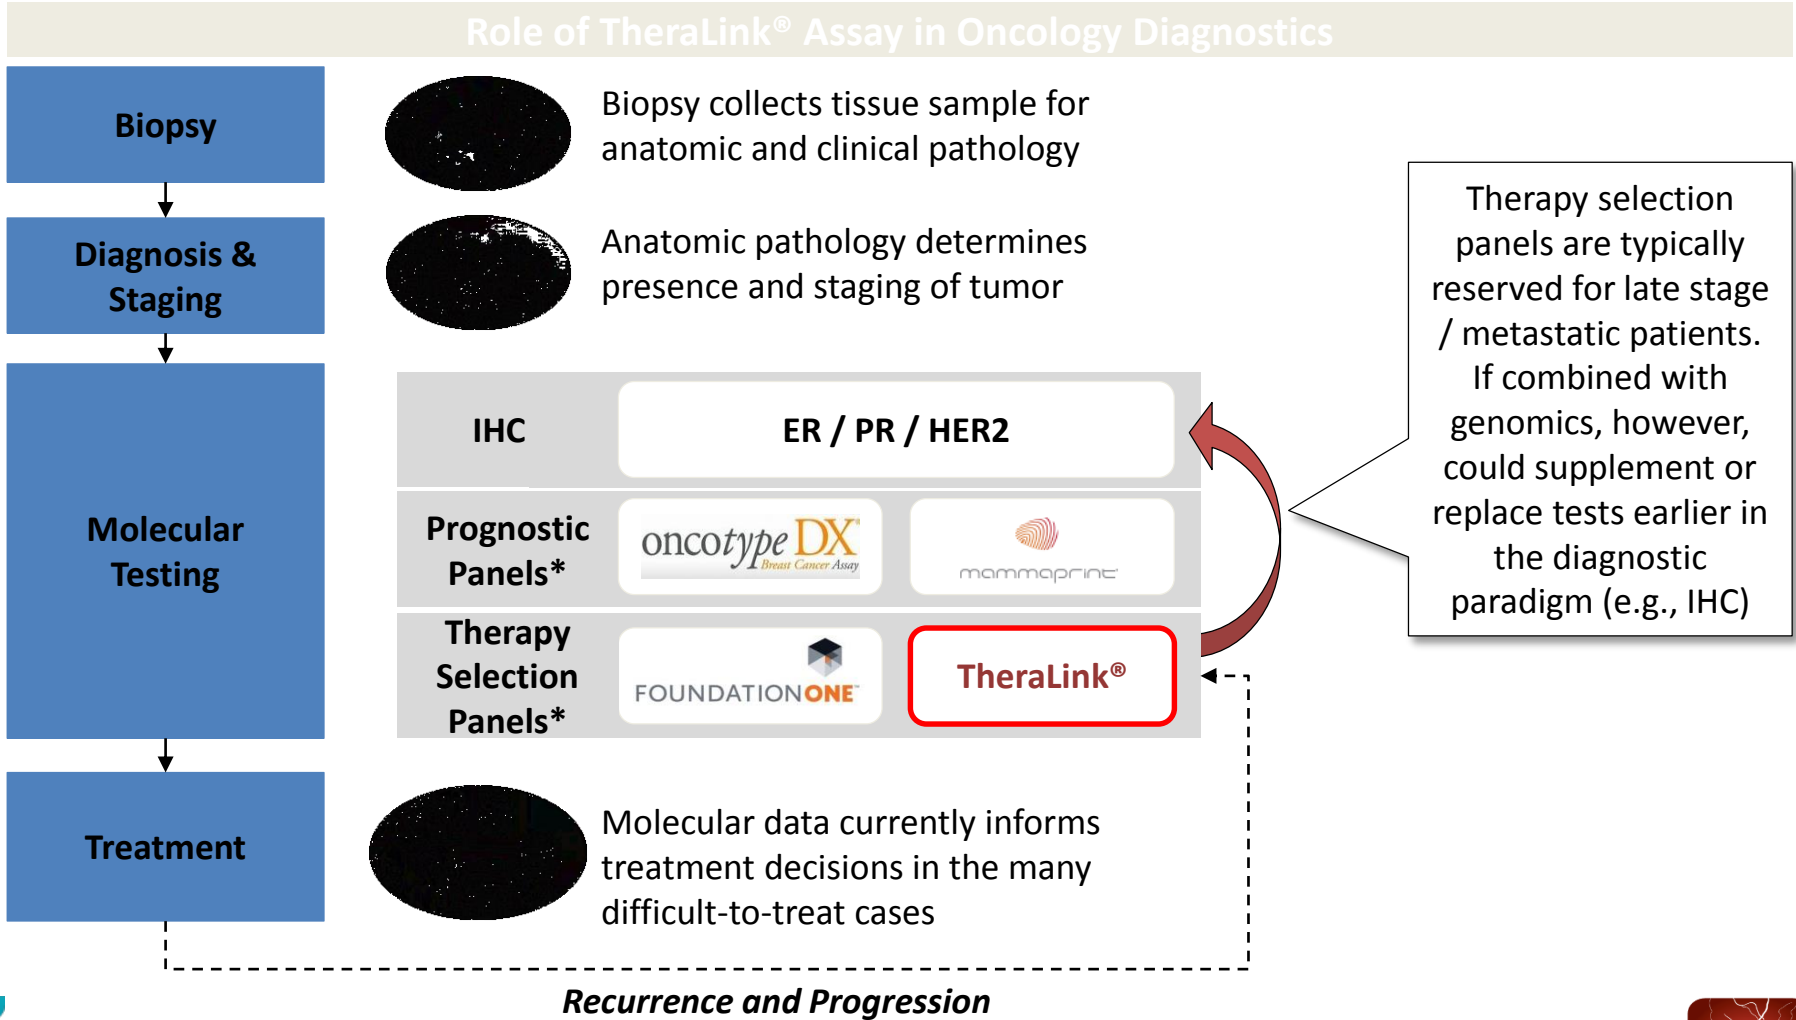 Role of TheraLink® Assay in Oncology Diagnostics
Biopsy
Biopsy collects tissue sample for
anatomic and clinical pathology
Diagnosis &
Staging
Anatomic pathology determines
presence and staging of tumor
Molecular
Testing
IHC
ER / PR / HER2
Prognostic
Panels*
oncotype DX
Breast Cancer Assay
mammaprint
Therapy
Selection
Panels*
FOUNDATIONONE
TheraLink®
Therapy selection
panels are typically
reserved for late stage
/ metastatic patients.
If combined with
genomics, however,
could supplement or
replace tests earlier in
the diagnostic
paradigm (e.g., IHC)
Treatment
Molecular data currently informs
treatment decisions in the many
difficult-to-treat cases
Recurrence and Progression